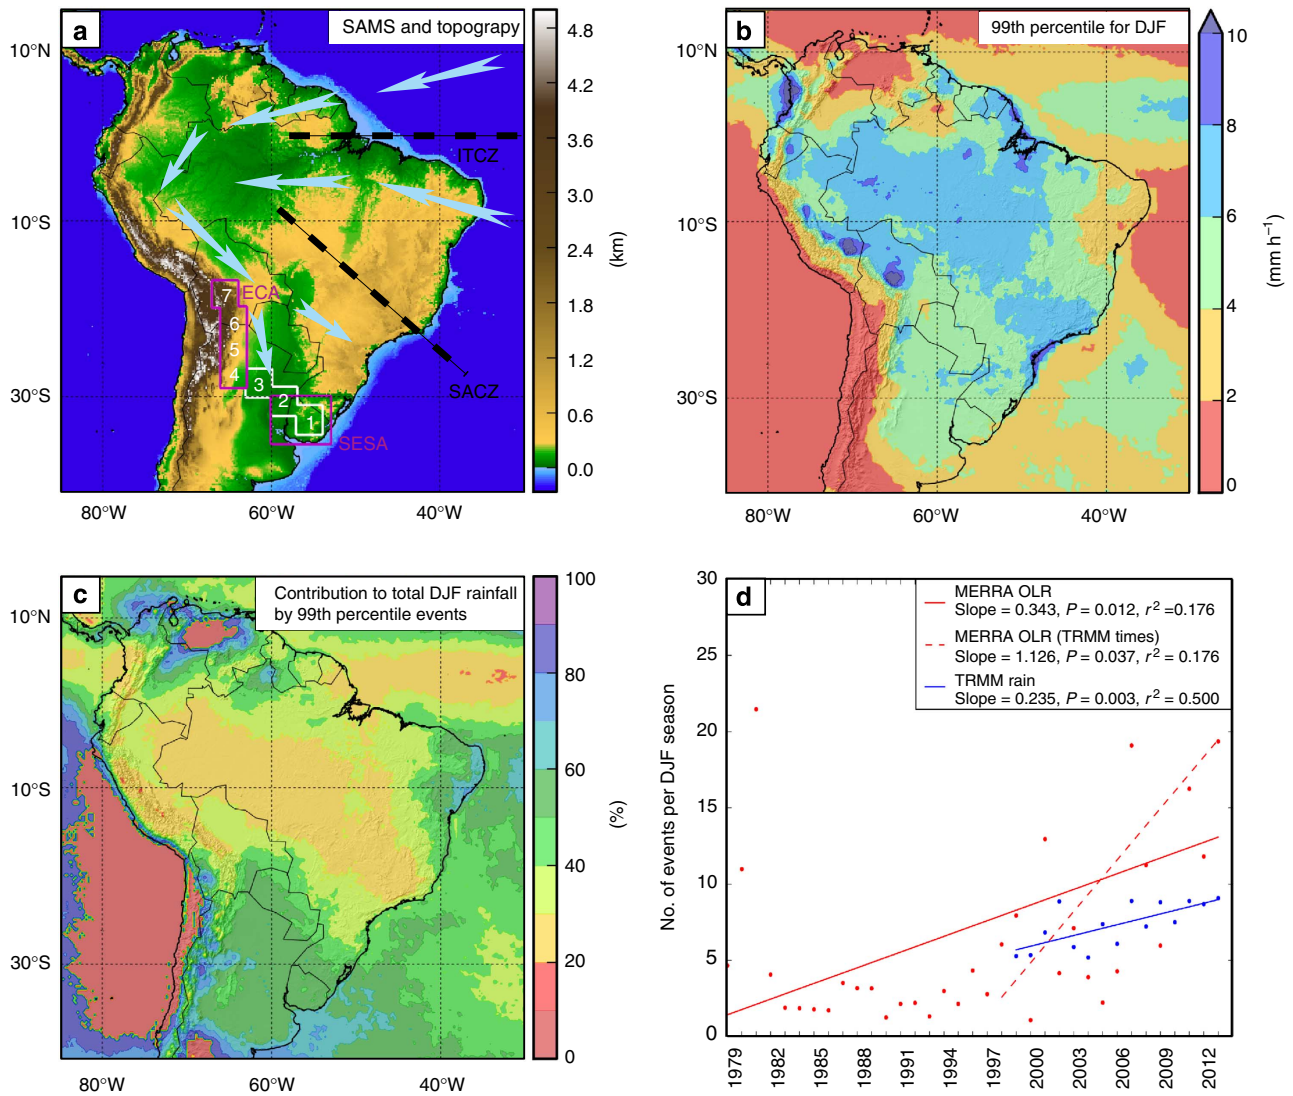 a
SAMS and topograpy
10°N
10°S
30°S
80°W
60°W
40°W
ITCZ
SACZ
ECA
SESA
7
6
5
4
3
2
1
4.8
4.2
3.6
3.0
2.4
1.8
1.2
0.6
0.0
(km)
b
99th percentile for DJF
10°N
10°S
30°S
80°W
60°W
40°W
10
8
6
4
2
0
(mm h⁻¹)
c
Contribution to total DJF rainfall
by 99th percentile events
10°N
10°S
30°S
80°W
60°W
40°W
100
80
60
40
20
0
(%)
d
MERRA OLR
Slope = 0.343, P = 0.012, r² =0.176
MERRA OLR (TRMM times)
Slope = 1.126, P = 0.037, r² = 0.176
TRMM rain
Slope = 0.235, P = 0.003, r² = 0.500
No. of events per DJF season
30
25
20
15
10
5
0
1979
1982
1985
1988
1991
1994
1997
2000
2003
2006
2009
2012